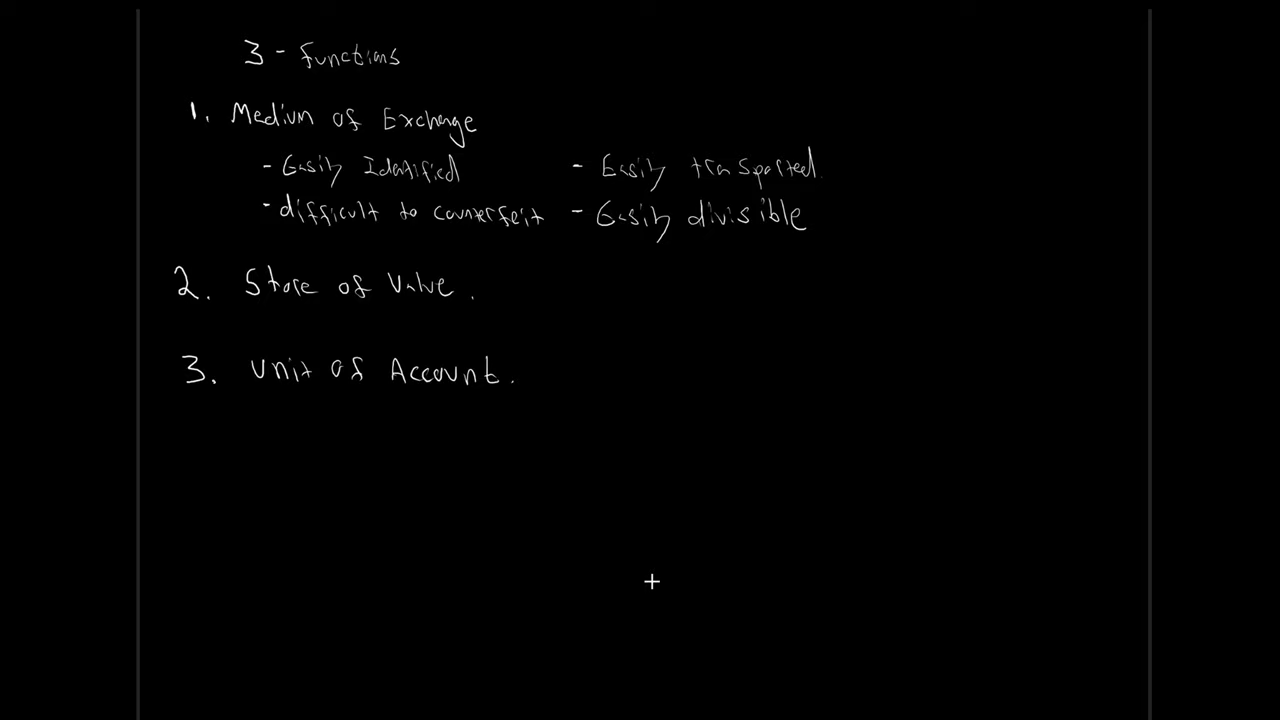 3 - Functions
1. Medium of Exchange
- Easily Identified - Easily transported
- difficult to counterfeit - Easily divisible
2. Store of Value.
3. Unit of Account.